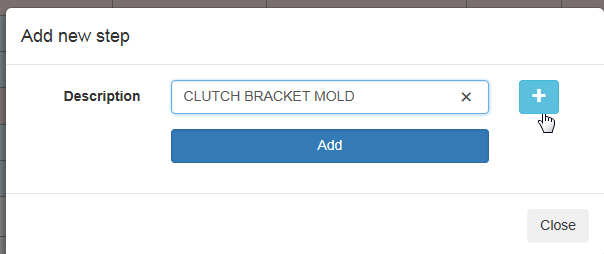 Add new step
Description CLUTCH BRACKET MOLD
Add
Close